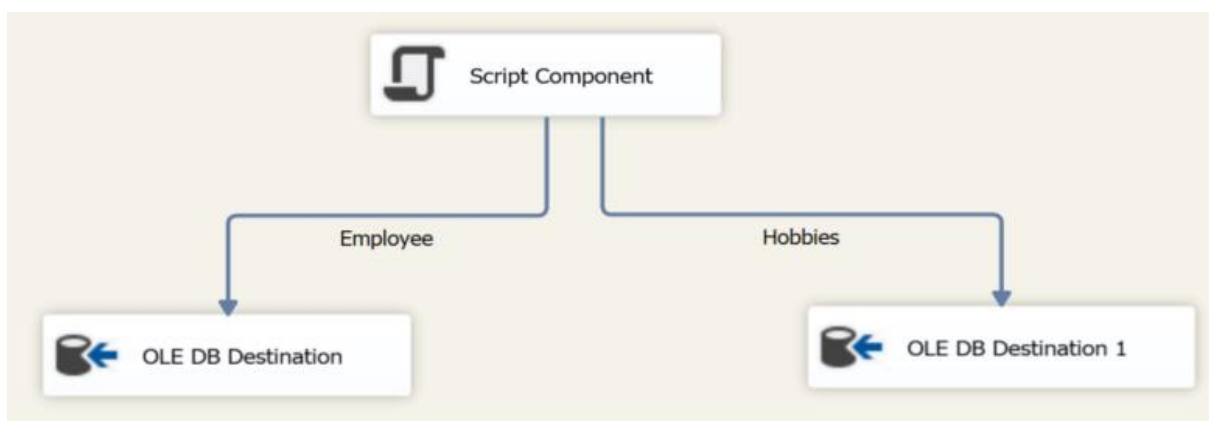 Script Component
Employee
Hobbies
OLE DB Destination
OLE DB Destination 1